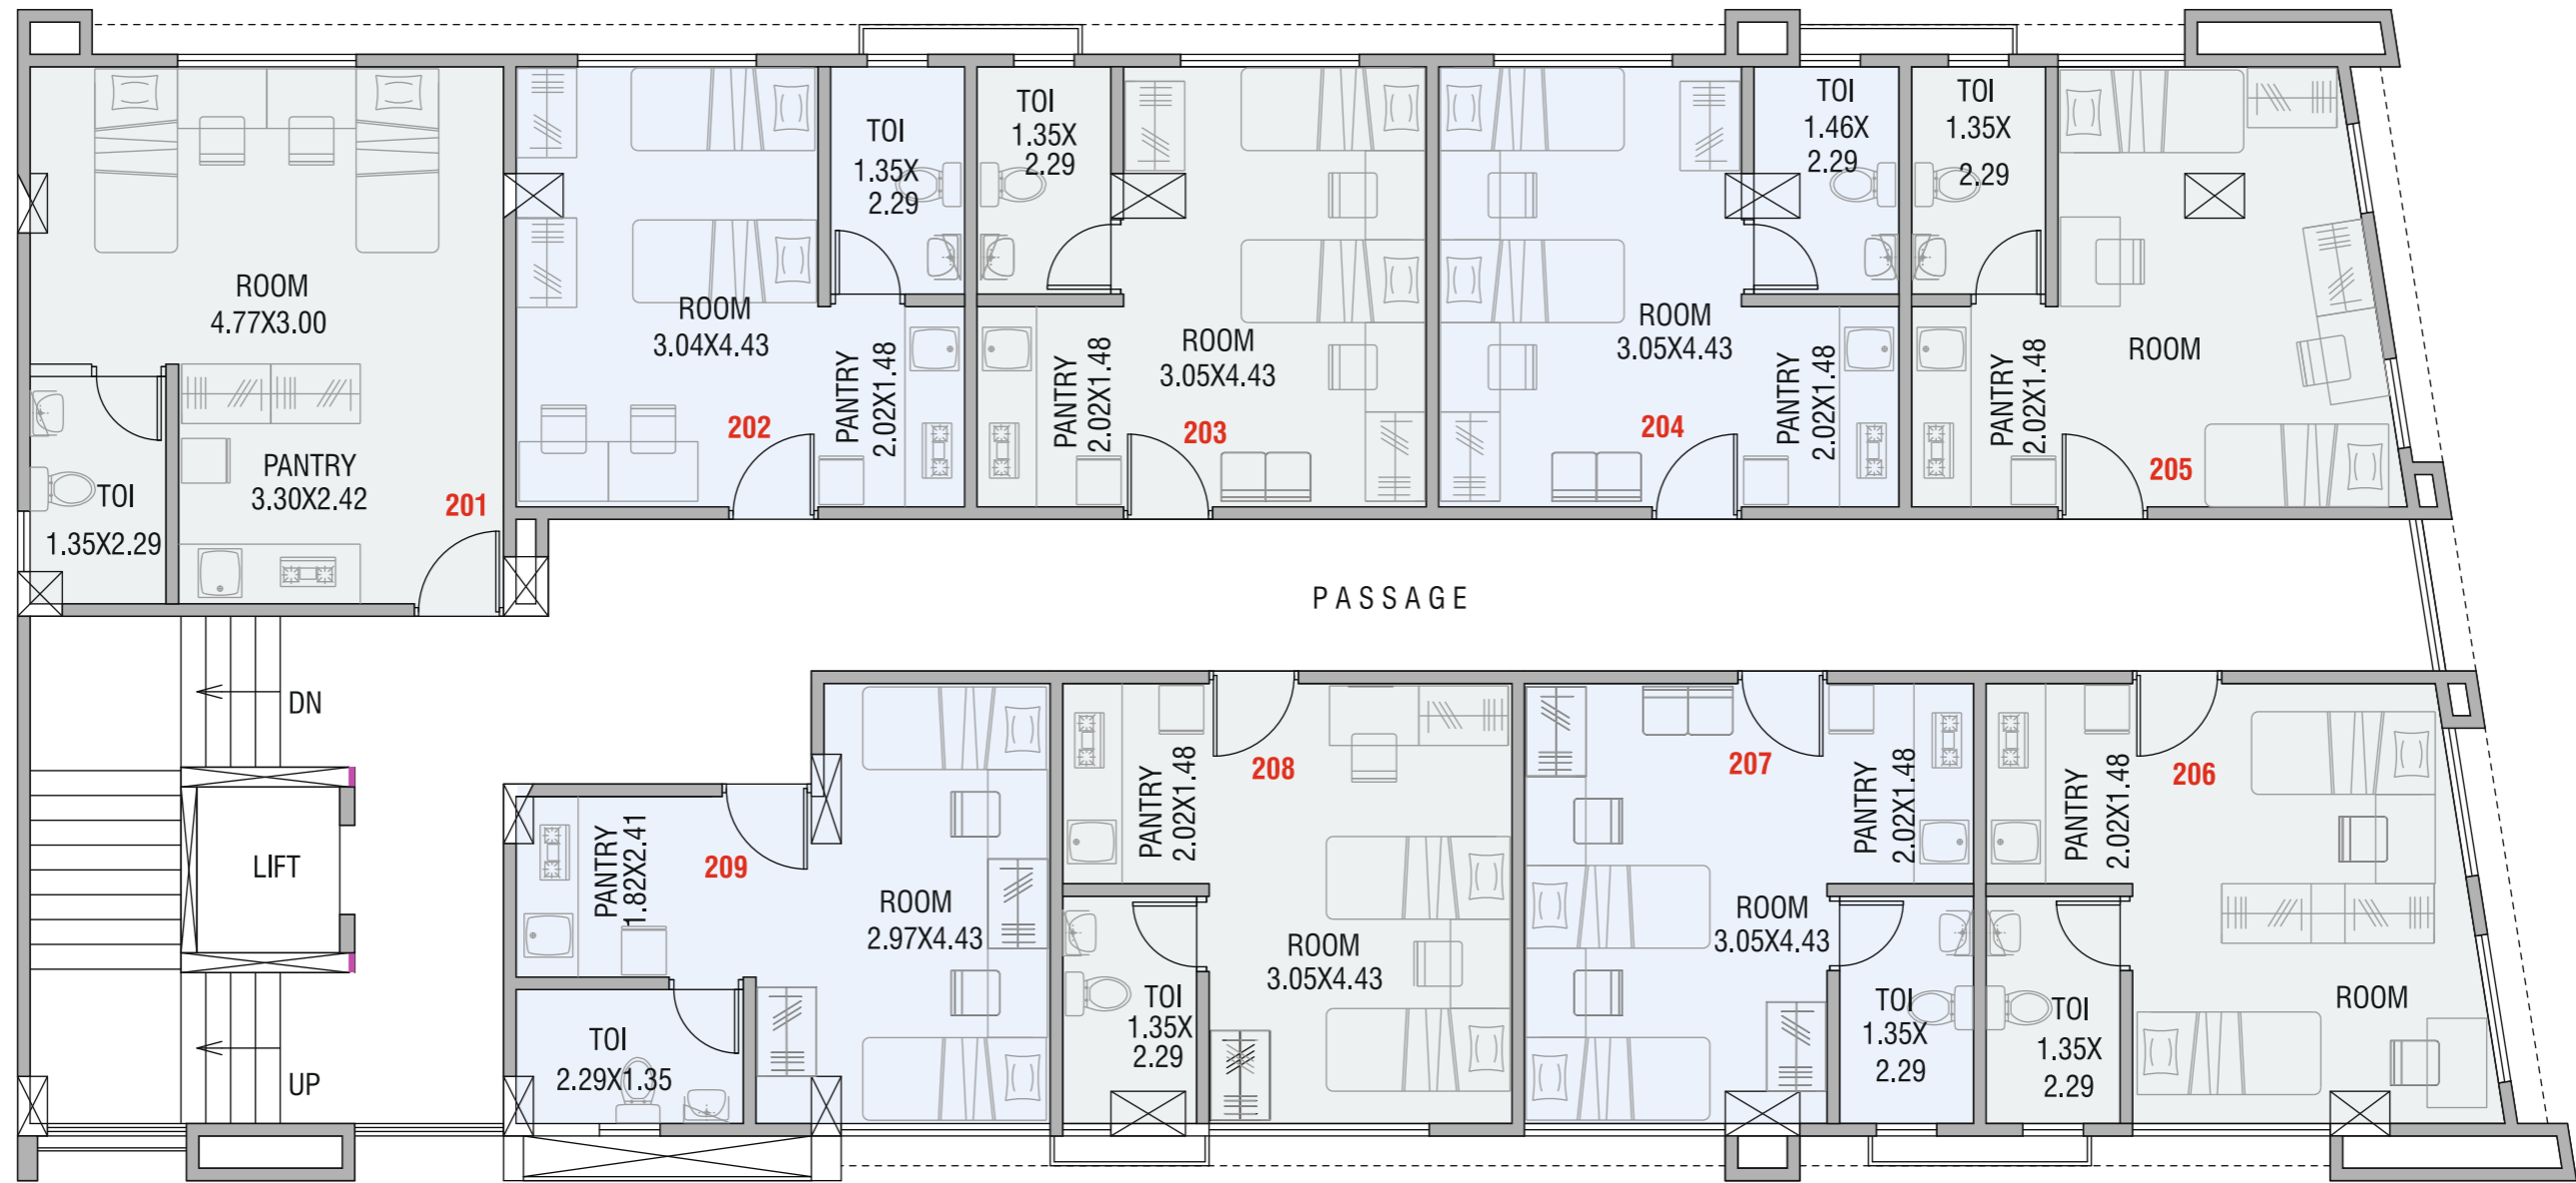 ROOM
4.77X3.00
TOI
1.35X2.29
PANTRY
3.30X2.42
201
ROOM
3.04X4.43
202
TOI
1.35X
2.29
PANTRY
2.02X1.48
TOI
1.35X
2.29
PANTRY
2.02X1.48
ROOM
3.05X4.43
203
ROOM
3.05X4.43
204
TOI
1.46X
2.29
PANTRY
2.02X1.48
TOI
1.35X
2.29
PANTRY
2.02X1.48
ROOM
205
PASSAGE
DN
LIFT
UP
PANTRY
1.82X2.41
209
ROOM
2.97X4.43
TOI
2.29X1.35
PANTRY
2.02X1.48
208
ROOM
3.05X4.43
TOI
1.35X
2.29
207
PANTRY
2.02X1.48
ROOM
3.05X4.43
TOI
1.35X
2.29
PANTRY
2.02X1.48
206
TOI
1.35X
2.29
ROOM